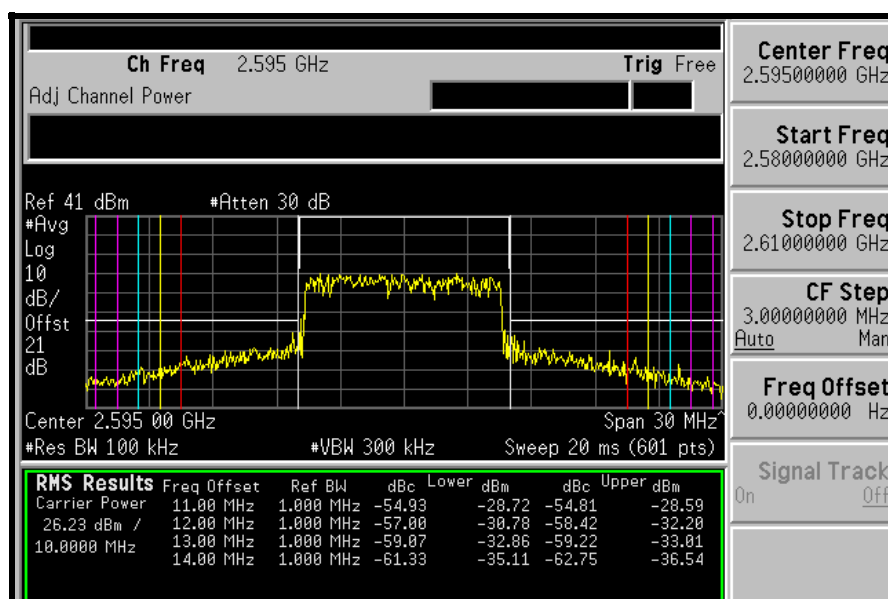 Ch Freq 2.595 GHz Trig Free
Adj Channel Power
Ref 41 dBm #Atten 30 dB
#Avg
Log
10
dB/
Offst
21
dB
Center 2.595 00 GHz Span 30 MHz^
#Res BW 100 kHz #VBW 300 kHz Sweep 20 ms (601 pts)
RMS Results Freq Offset Ref BW dBc Lower dBm dBc Upper dBm
Carrier Power 11.00 MHz 1.000 MHz -54.93 -28.72 -54.81 -28.59
26.23 dBm / 12.00 MHz 1.000 MHz -57.00 -30.78 -58.42 -32.20
10.0000 MHz 13.00 MHz 1.000 MHz -59.07 -32.86 -59.22 -33.01
14.00 MHz 1.000 MHz -61.33 -35.11 -62.75 -36.54
Center Freq
2.59500000 GHz
Start Freq
2.58000000 GHz
Stop Freq
2.61000000 GHz
CF Step
3.00000000 MHz
Auto Man
Freq Offset
0.00000000 Hz
Signal Track
On Off